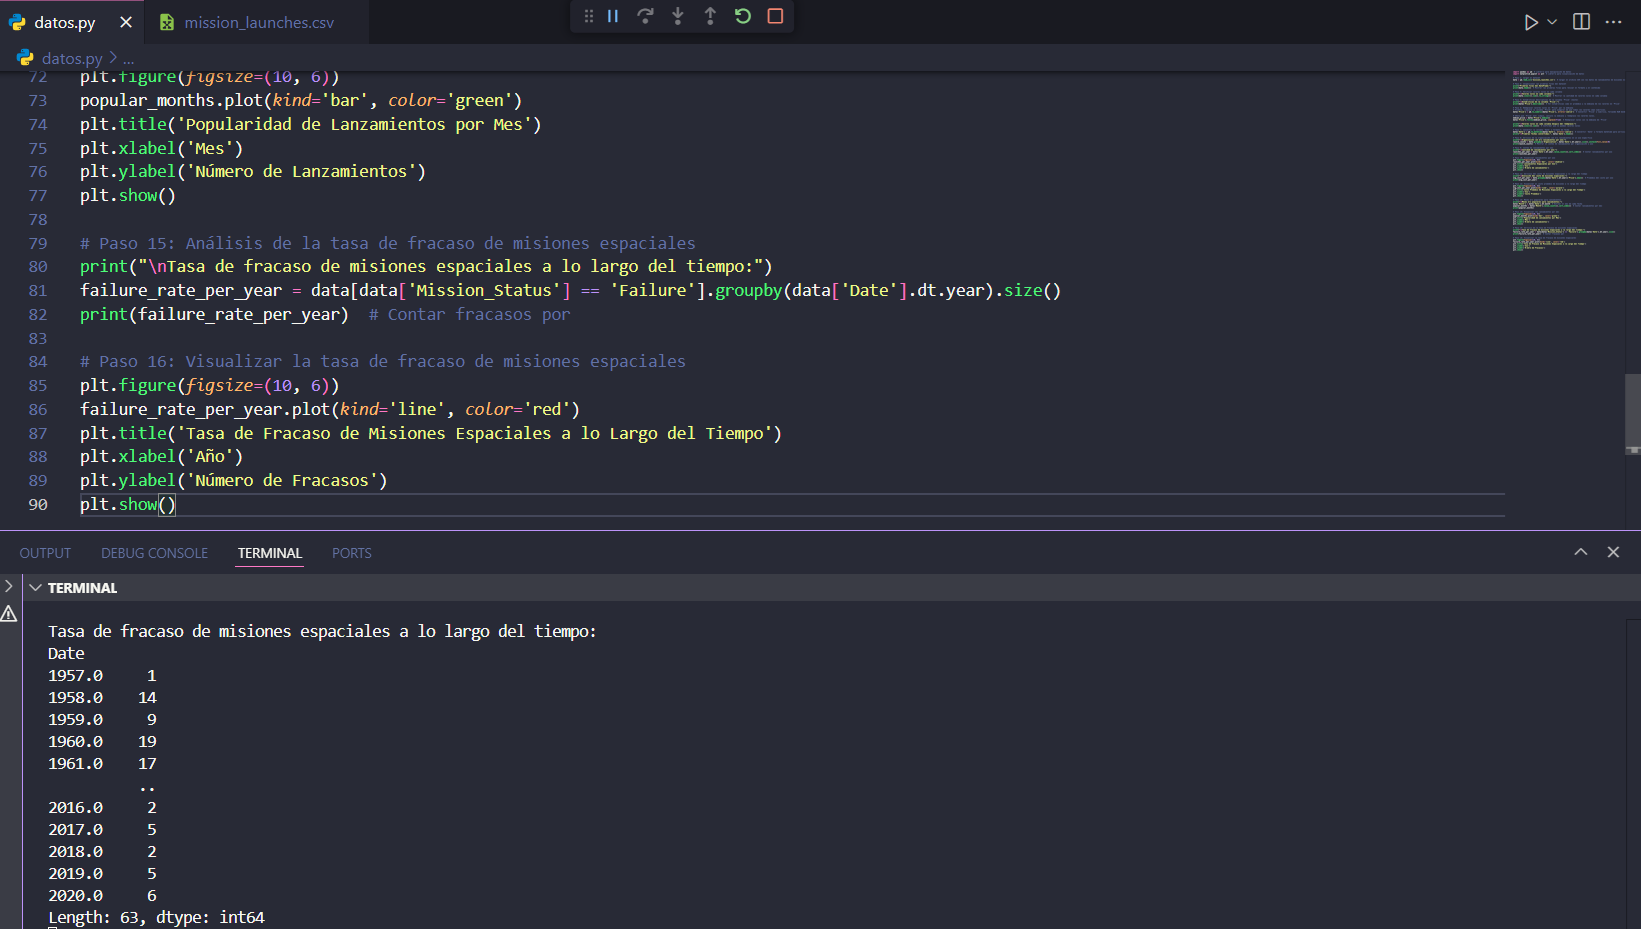 datos.py
mission_launches.csv
datos.py > ...
72 plt.figure(figsize=(10, 6))
73 popular_months.plot(kind='bar', color='green')
74 plt.title('Popularidad de Lanzamientos por Mes')
75 plt.xlabel('Mes')
76 plt.ylabel('Número de Lanzamientos')
77 plt.show()
78
79 # Paso 15: Análisis de la tasa de fracaso de misiones espaciales
80 print("\nTasa de fracaso de misiones espaciales a lo largo del tiempo:")
81 failure_rate_per_year = data[data['Mission_Status'] == 'Failure'].groupby(data['Date'].dt.year).size()
82 print(failure_rate_per_year)  # Contar fracasos por
83
84 # Paso 16: Visualizar la tasa de fracaso de misiones espaciales
85 plt.figure(figsize=(10, 6))
86 failure_rate_per_year.plot(kind='line', color='red')
87 plt.title('Tasa de Fracaso de Misiones Espaciales a lo Largo del Tiempo')
88 plt.xlabel('Año')
89 plt.ylabel('Número de Fracasos')
90 plt.show()
OUTPUT DEBUG CONSOLE TERMINAL PORTS
TERMINAL
Tasa de fracaso de misiones espaciales a lo largo del tiempo:
Date
1957.0     1
1958.0    14
1959.0     9
1960.0    19
1961.0    17
..
2016.0     2
2017.0     5
2018.0     2
2019.0     5
2020.0     6
Length: 63, dtype: int64